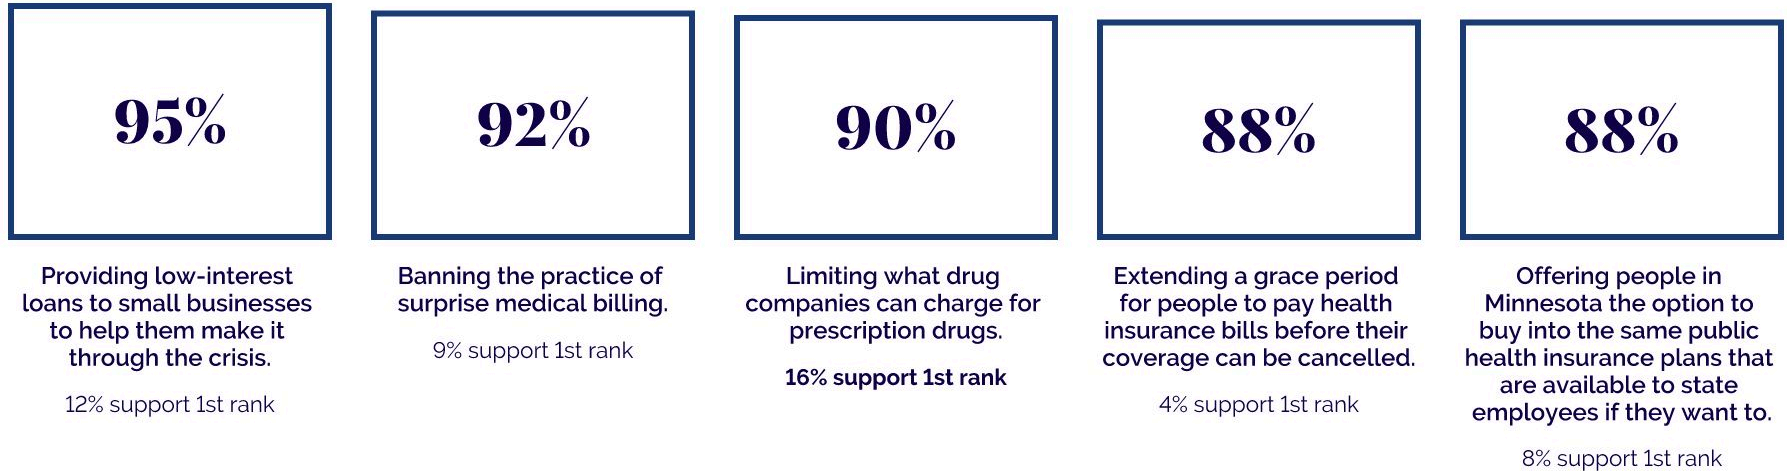 95%
Providing low-interest
loans to small businesses
to help them make it
through the crisis.
12% support 1st rank
92%
Banning the practice of
surprise medical billing.
9% support 1st rank
90%
Limiting what drug
companies can charge for
prescription drugs.
16% support 1st rank
88%
Extending a grace period
for people to pay health
insurance bills before their
coverage can be cancelled.
4% support 1st rank
88%
Offering people in
Minnesota the option to
buy into the same public
health insurance plans that
are available to state
employees if they want to.
8% support 1st rank